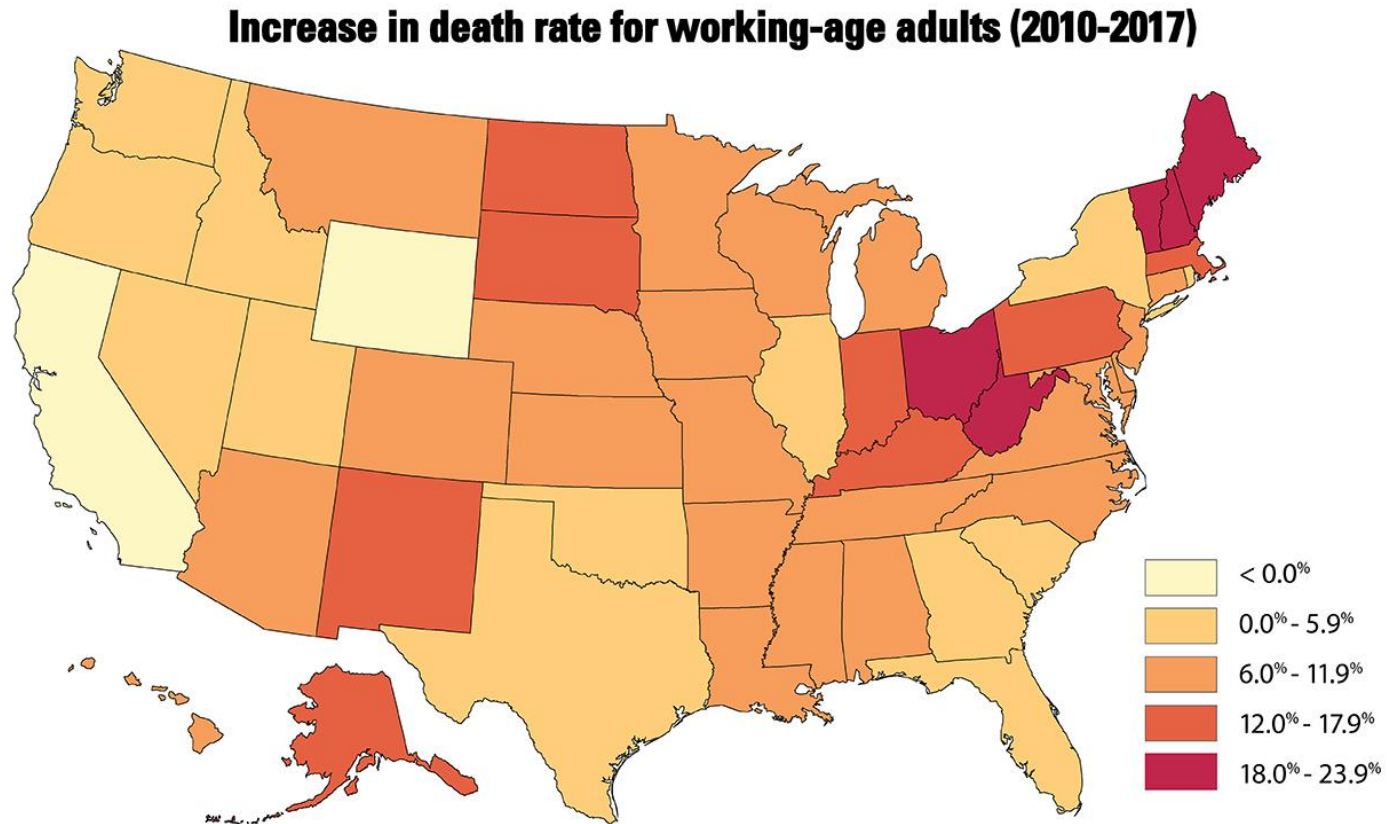 Increase in death rate for working-age adults (2010-2017)
< 0.0%
0.0% - 5.9%
6.0% - 11.9%
12.0% - 17.9%
18.0% - 23.9%